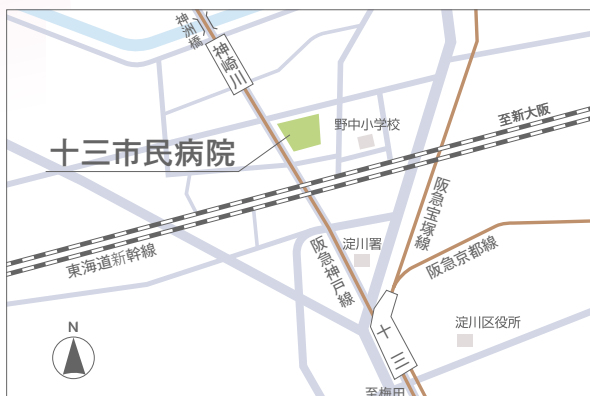 神洲橋
神崎川
野中小学校
至新大阪
十三市民病院
阪急宝塚線
淀川署
阪急神戸線
阪急京都線
東海道新幹線
淀川区役所
十三
N
至梅田